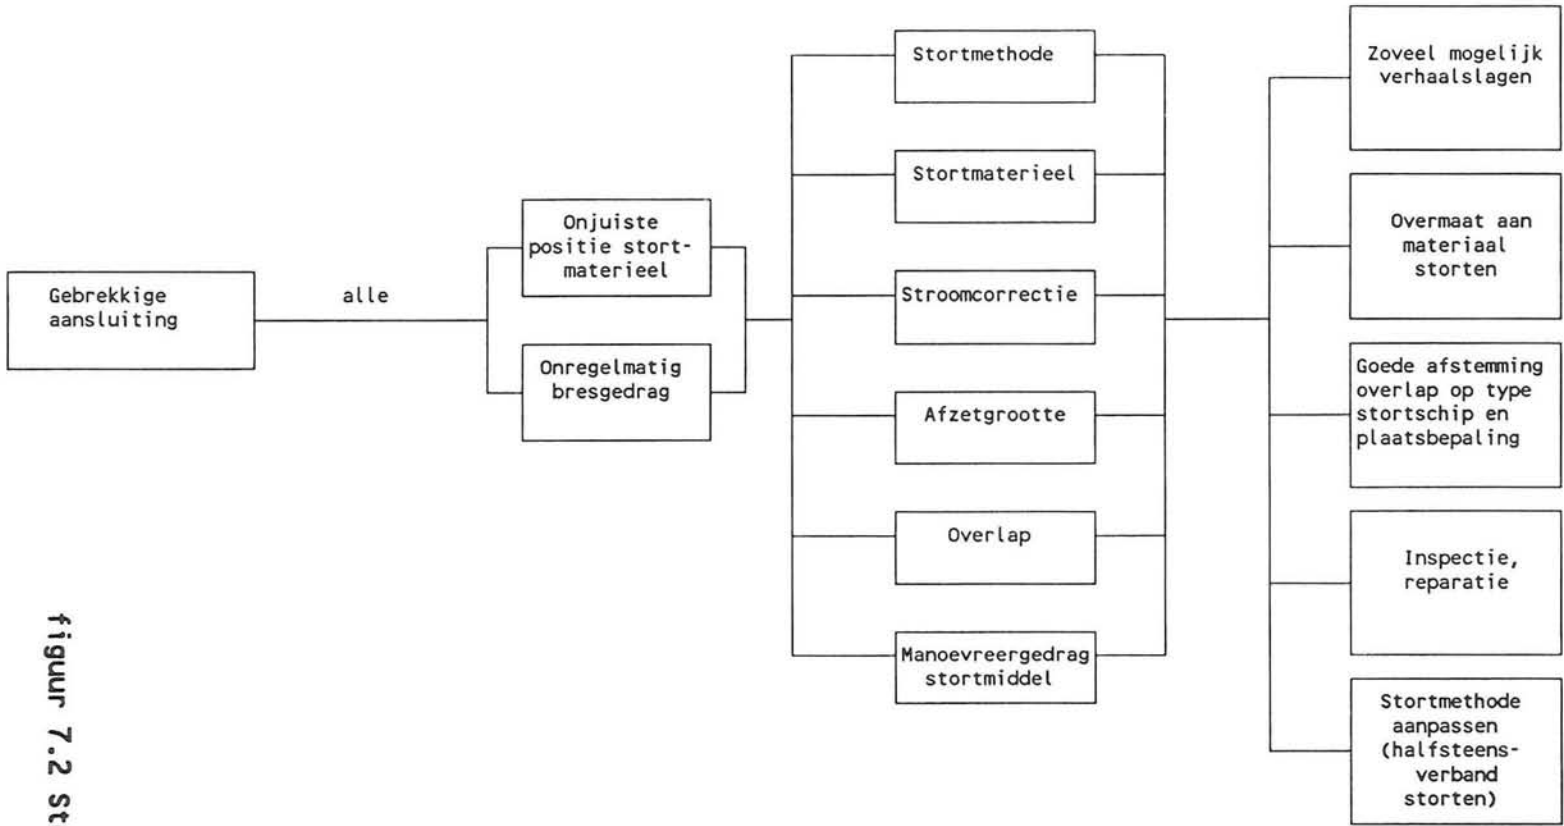 Gebrekkige
aansluiting
alle
Onjuiste
positie stort-
materieel
Onregelmatig
bresgedrag
Stortmethode
Stortmaterieel
Stroomcorrectie
Afzetgrootte
Overlap
Manoevreergedrag
stortmiddel
Zoveel mogelijk
verhaalslagen
Overmaat aan
materiaal
storten
Goede afstemming
overlap op type
stortschip en
plaatsbepaling
Inspectie,
reparatie
Stortmethode
aanpassen
(halfsteens-
verband
storten)
figuur 7.2 St